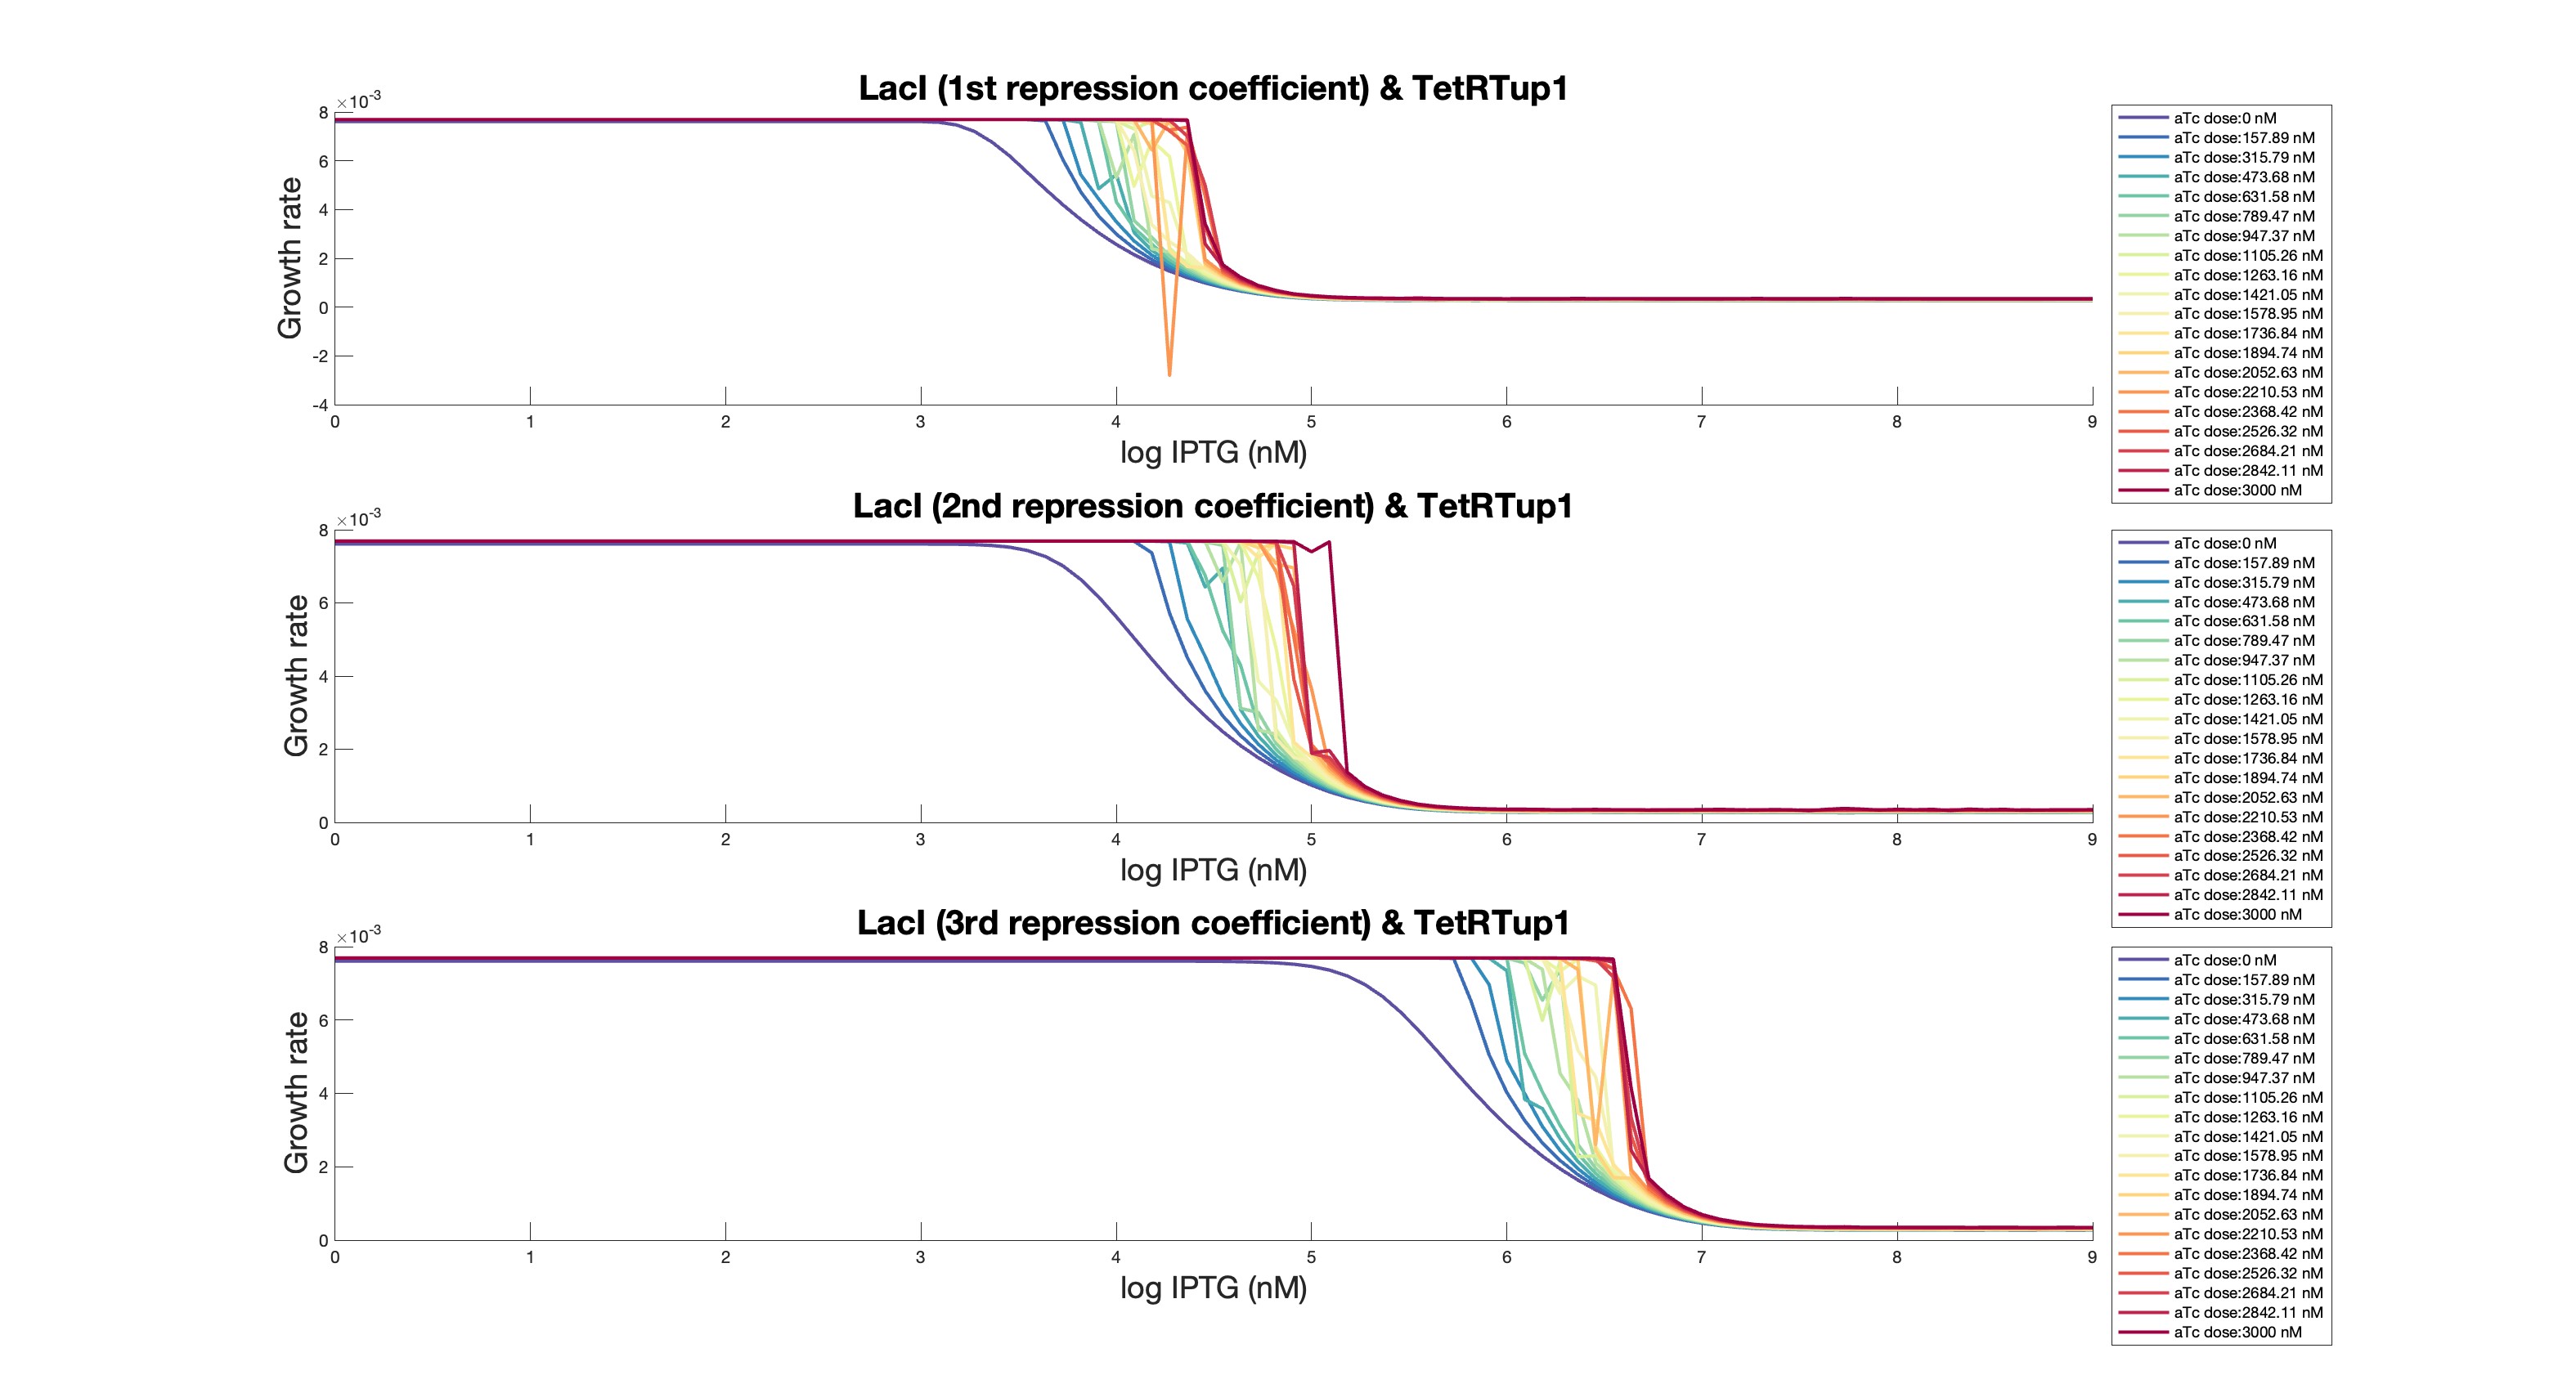 LacI (1st repression coefficient) & TetRTup1
×10-3
8
6
4
2
0
-2
-4
Growth rate
0 1 2 3 4 5 6 7 8 9
log IPTG (nM)
aTc dose:0 nM
aTc dose:157.89 nM
aTc dose:315.79 nM
aTc dose:473.68 nM
aTc dose:631.58 nM
aTc dose:789.47 nM
aTc dose:947.37 nM
aTc dose:1105.26 nM
aTc dose:1263.16 nM
aTc dose:1421.05 nM
aTc dose:1578.95 nM
aTc dose:1736.84 nM
aTc dose:1894.74 nM
aTc dose:2052.63 nM
aTc dose:2210.53 nM
aTc dose:2368.42 nM
aTc dose:2526.32 nM
aTc dose:2684.21 nM
aTc dose:2842.11 nM
aTc dose:3000 nM
LacI (2nd repression coefficient) & TetRTup1
×10-3
8
6
4
2
0
Growth rate
0 1 2 3 4 5 6 7 8 9
log IPTG (nM)
aTc dose:0 nM
aTc dose:157.89 nM
aTc dose:315.79 nM
aTc dose:473.68 nM
aTc dose:631.58 nM
aTc dose:789.47 nM
aTc dose:947.37 nM
aTc dose:1105.26 nM
aTc dose:1263.16 nM
aTc dose:1421.05 nM
aTc dose:1578.95 nM
aTc dose:1736.84 nM
aTc dose:1894.74 nM
aTc dose:2052.63 nM
aTc dose:2210.53 nM
aTc dose:2368.42 nM
aTc dose:2526.32 nM
aTc dose:2684.21 nM
aTc dose:2842.11 nM
aTc dose:3000 nM
LacI (3rd repression coefficient) & TetRTup1
×10-3
8
6
4
2
0
Growth rate
0 1 2 3 4 5 6 7 8 9
log IPTG (nM)
aTc dose:0 nM
aTc dose:157.89 nM
aTc dose:315.79 nM
aTc dose:473.68 nM
aTc dose:631.58 nM
aTc dose:789.47 nM
aTc dose:947.37 nM
aTc dose:1105.26 nM
aTc dose:1263.16 nM
aTc dose:1421.05 nM
aTc dose:1578.95 nM
aTc dose:1736.84 nM
aTc dose:1894.74 nM
aTc dose:2052.63 nM
aTc dose:2210.53 nM
aTc dose:2368.42 nM
aTc dose:2526.32 nM
aTc dose:2684.21 nM
aTc dose:2842.11 nM
aTc dose:3000 nM